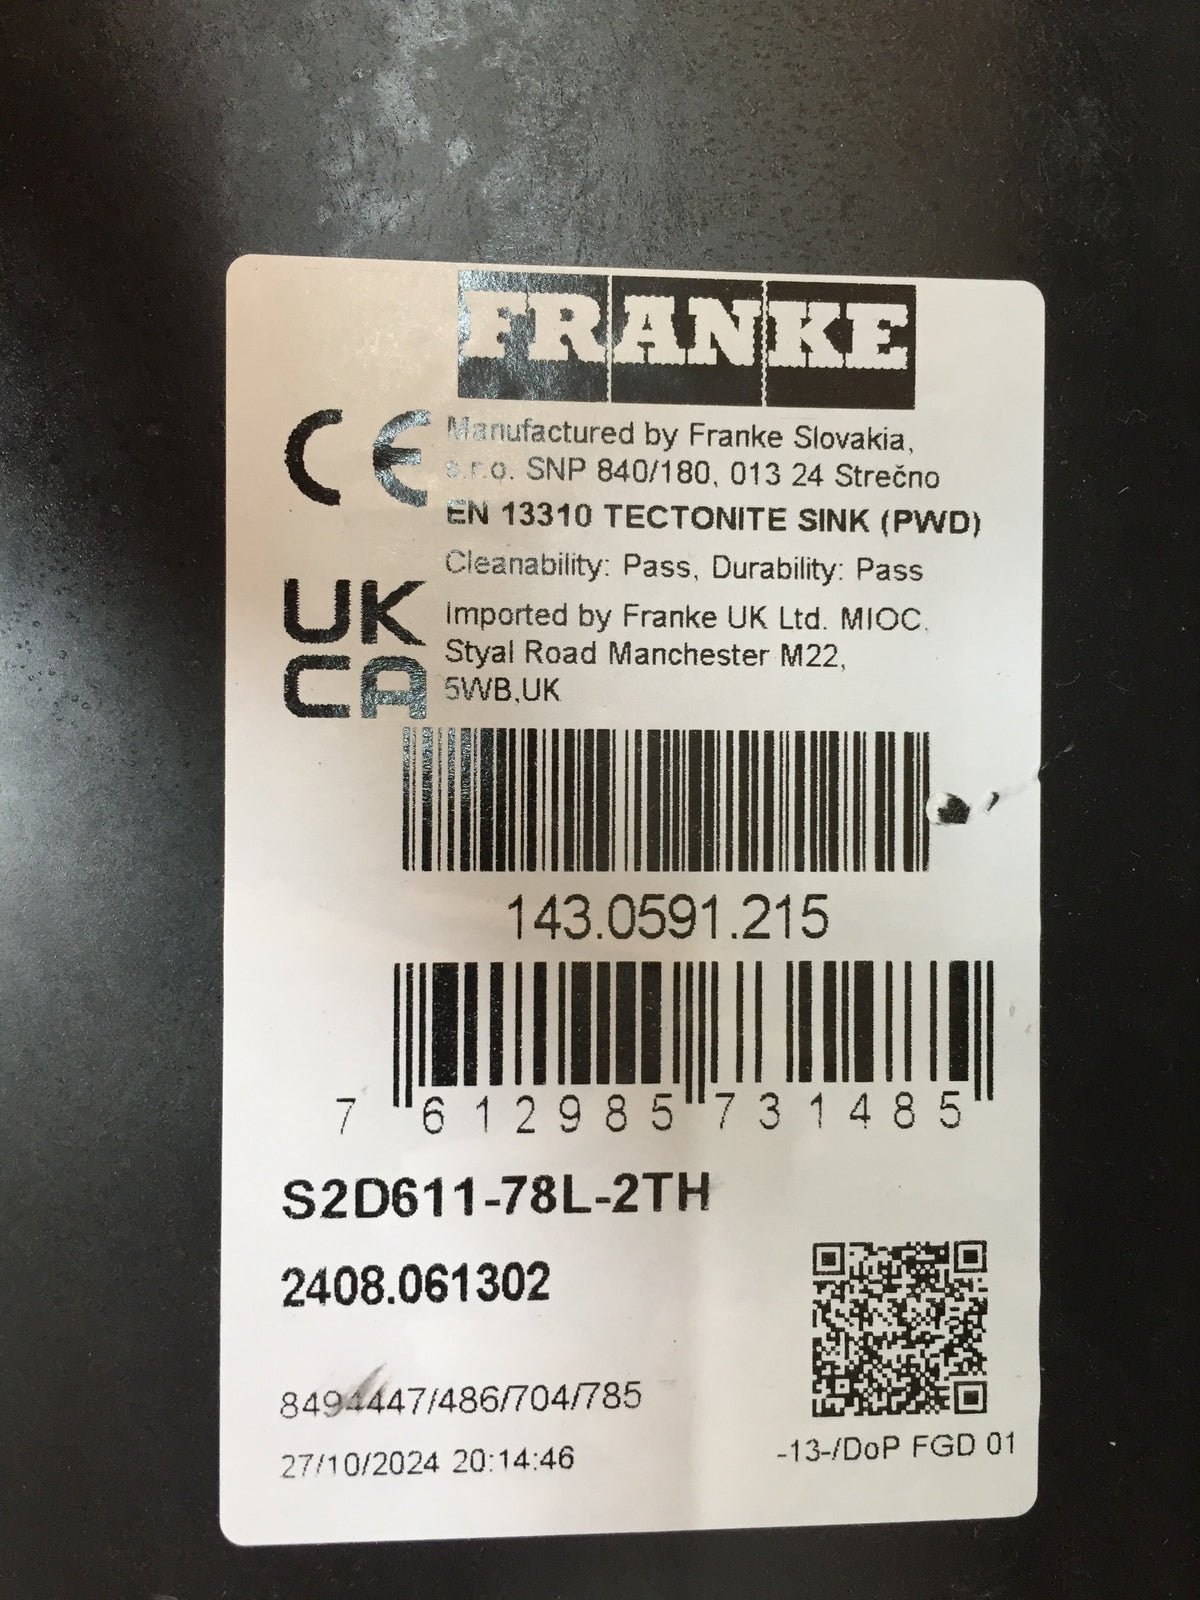 FRANKE
CE
Manufactured by Franke Slovakia,
s.r.o. SNP 840/180, 013 24 Strečno
EN 13310 TECTONITE SINK (PWD)
Cleanability: Pass, Durability: Pass
UK
CA
Imported by Franke UK Ltd. MIOC.
Styal Road Manchester M22,
5WB,UK
143.0591.215
7 612985 731485
S2D611-78L-2TH
2408.061302
8494447/486/704/785
27/10/2024 20:14:46
-13-/DoP FGD 01